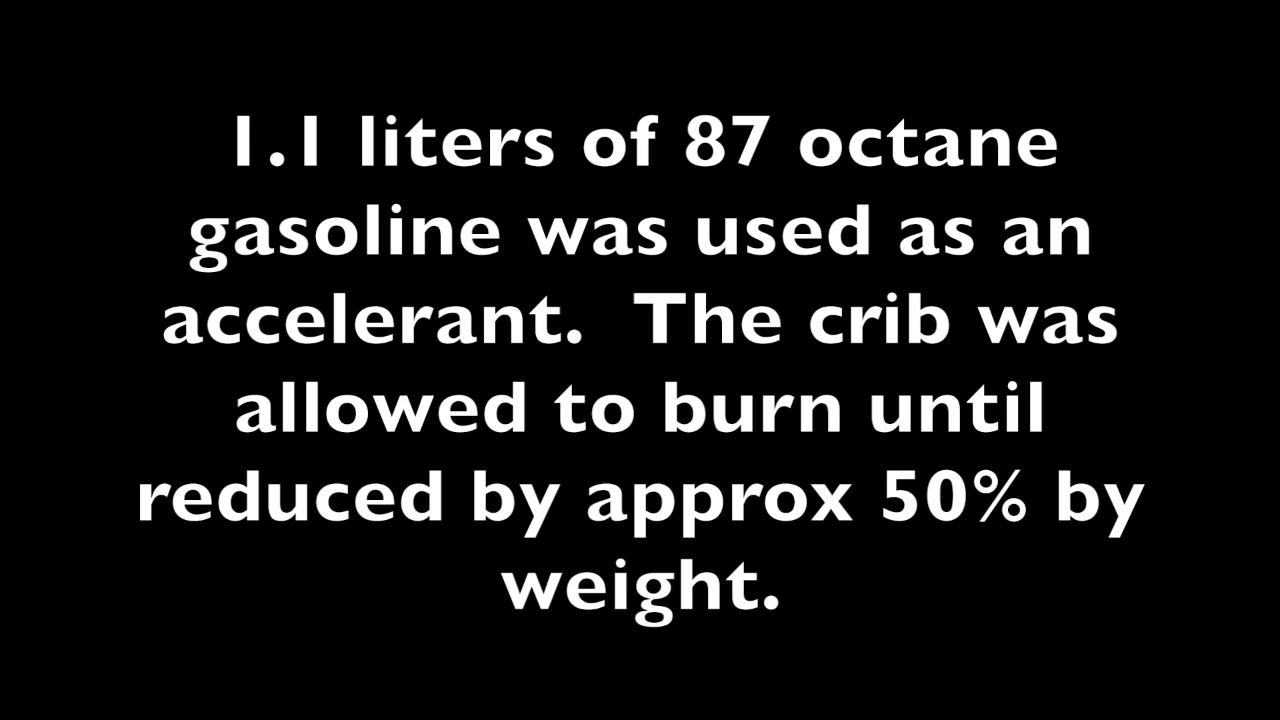 1.1 liters of 87 octane
gasoline was used as an
accelerant.  The crib was
allowed to burn until
reduced by approx 50% by
weight.